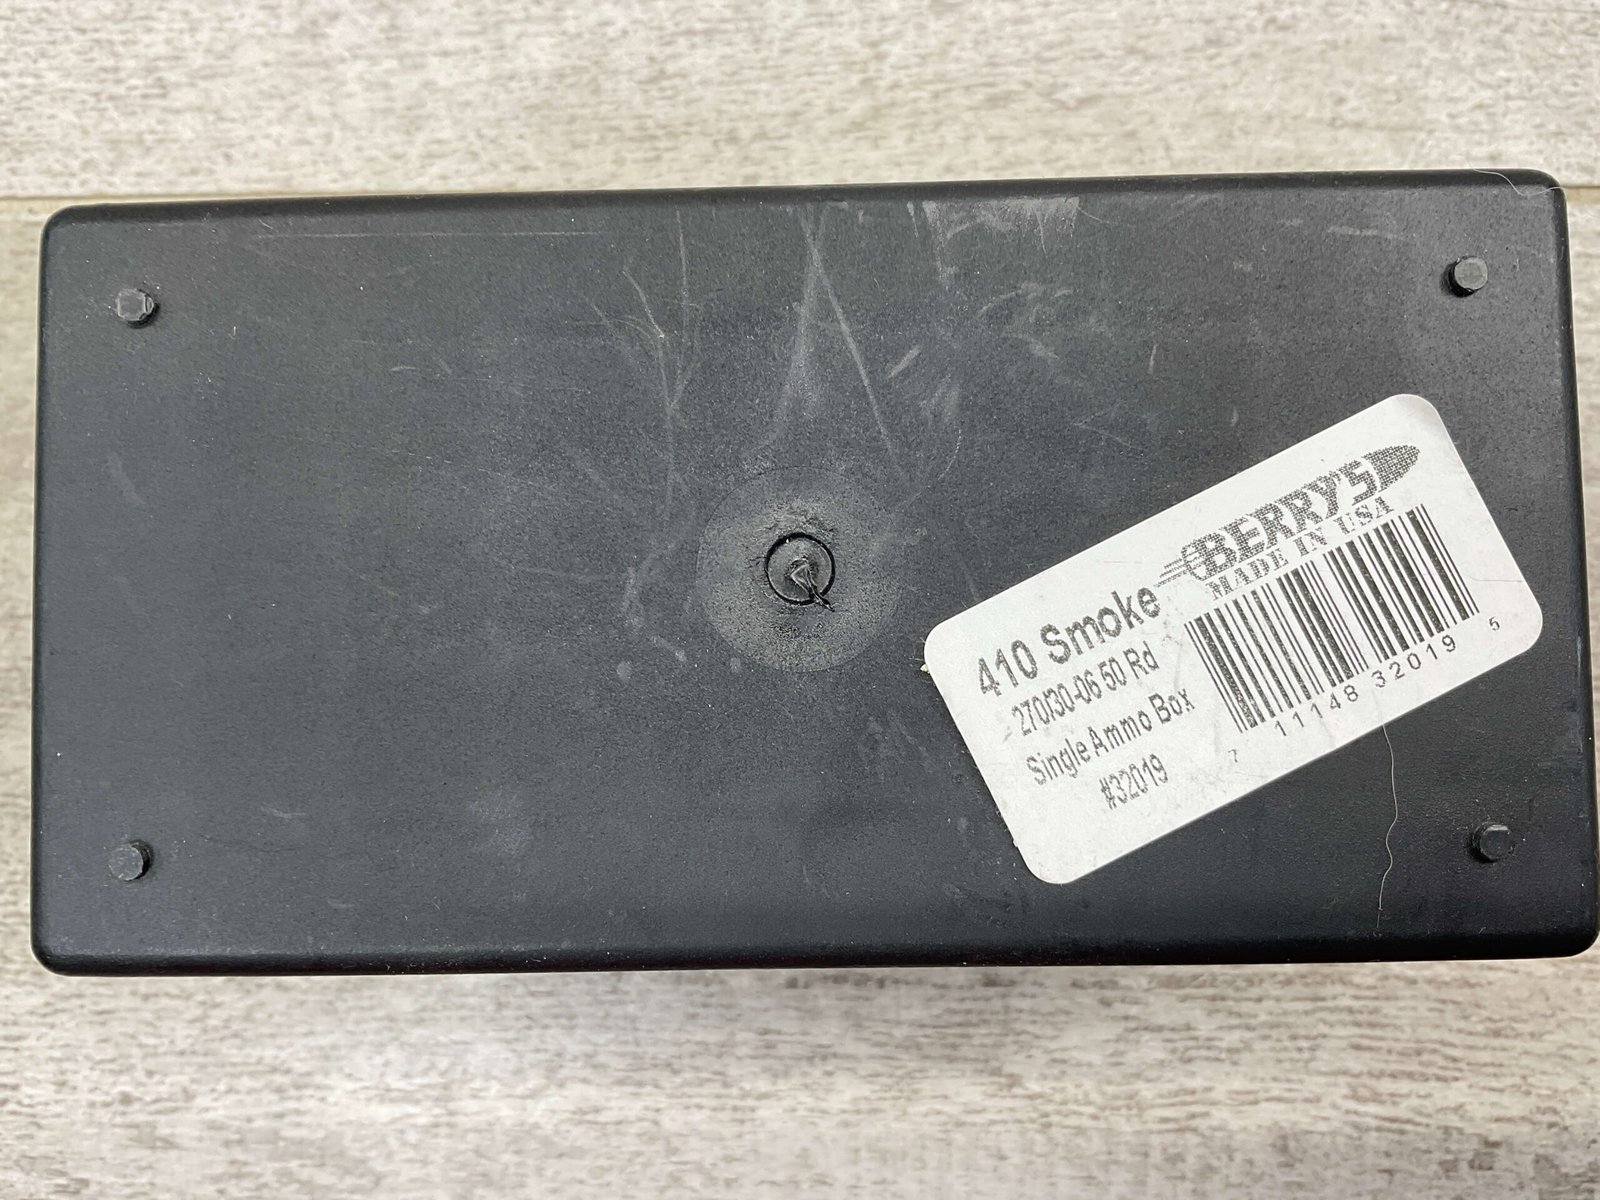 BERRY'S
MADE IN USA
410 Smoke
270/30-06 50 Rd
Single Ammo Box
#32019
7 11148 32019 5